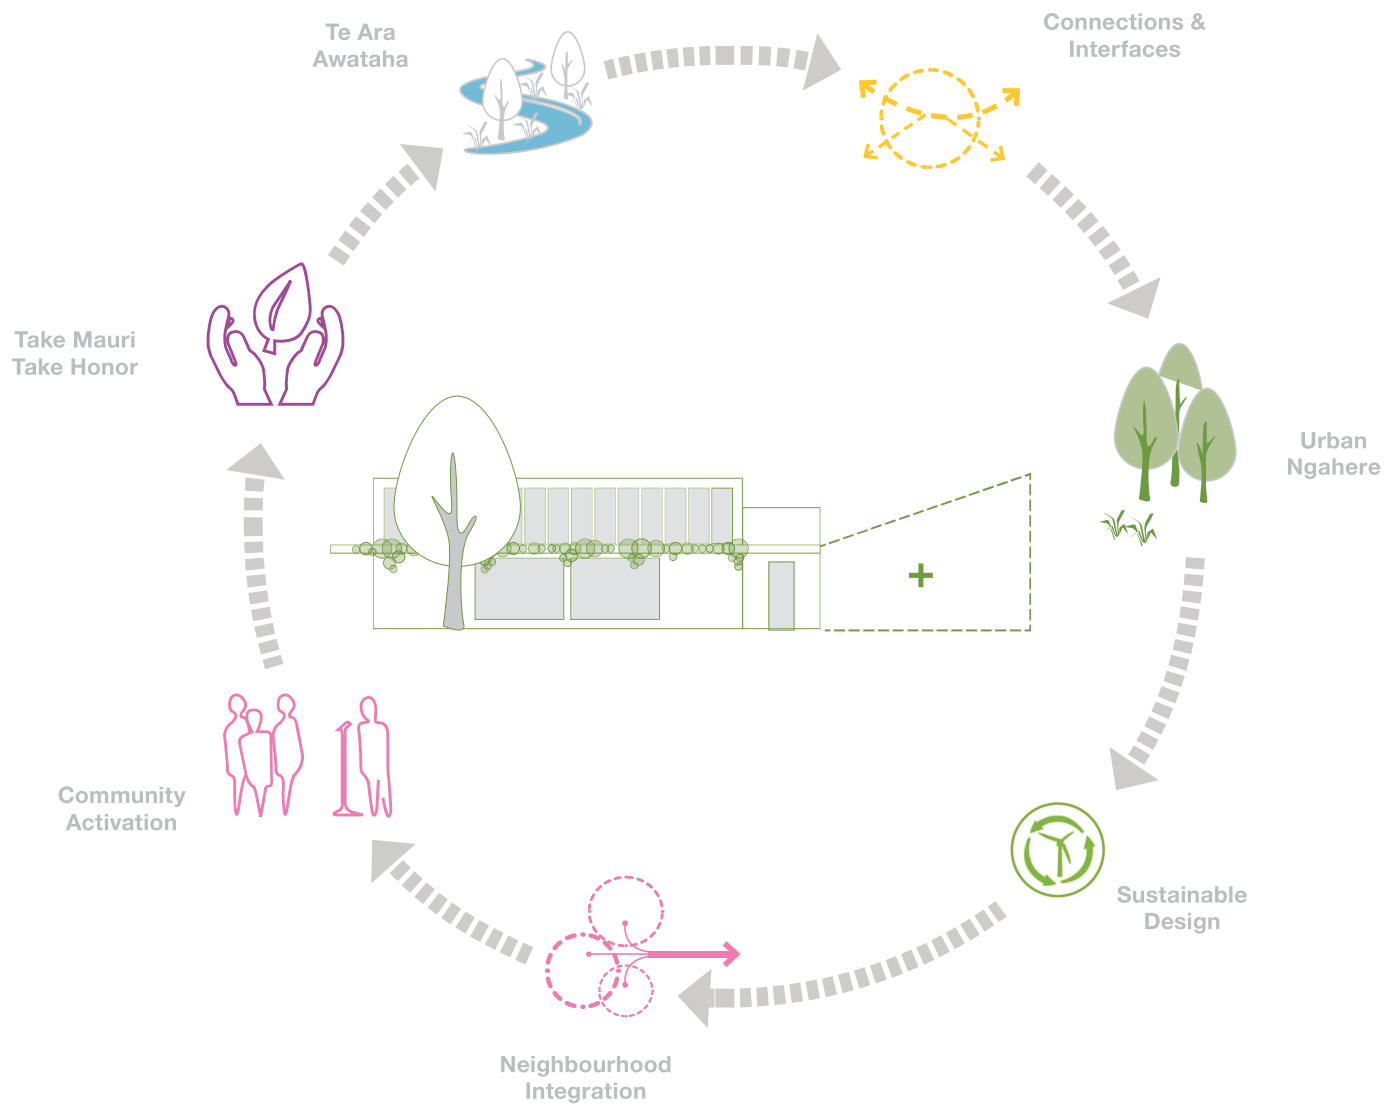 Te Ara
Awataha
Connections &
Interfaces
Take Mauri
Take Honor
Urban
Ngahere
Community
Activation
Sustainable
Design
Neighbourhood
Integration